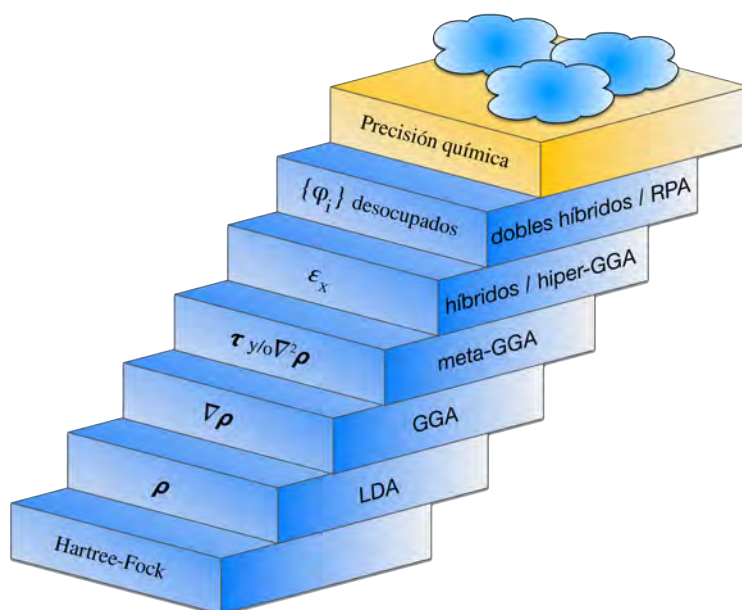 Precisión química
{φᵢ} desocupados
dobles híbridos / RPA
εₓ
híbridos / hiper-GGA
τ y/o ∇²ρ
meta-GGA
∇ρ
GGA
ρ
LDA
Hartree-Fock